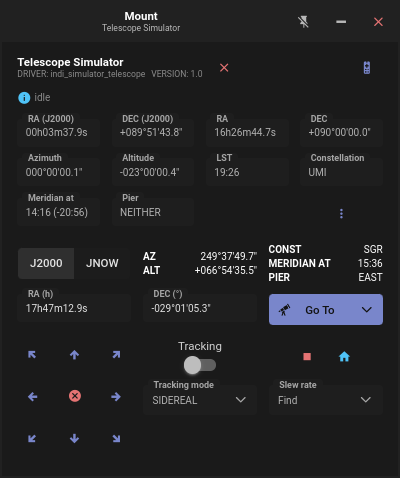 Mount
Telescope Simulator
Telescope Simulator
DRIVER: indi_simulator_telescope VERSION: 1.0
idle
RA (J2000) DEC (J2000) RA DEC
00h03m37.9s +089°51'43.8" 16h26m44.7s +090°00'00.0"
Azimuth Altitude LST Constellation
000°00'00.1" -023°00'00.4" 19:26 UMI
Meridian at Pier
14:16 (-20:56) NEITHER
J2000 JNOW
AZ 249°37'49.7"
ALT +066°54'35.5"
CONST SGR
MERIDIAN AT 15:36
PIER EAST
RA (h) DEC (°)
17h47m12.9s -029°01'05.3" Go To
Tracking
Tracking mode Slew rate
SIDEREAL Find